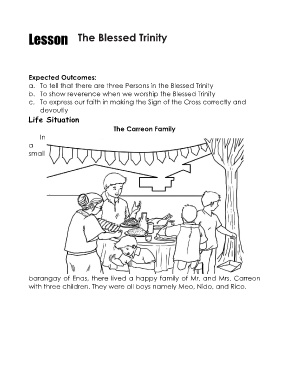 Lesson The Blessed Trinity
Expected Outcomes:
a. To tell that there are three Persons in the Blessed Trinity
b. To show reverence when we worship the Blessed Trinity
c. To express our faith in making the Sign of the Cross correctly and
devoutly
Life Situation
The Carreon Family
In
a
small
barangay of Enas, there lived a happy family of Mr. and Mrs. Carreon
with three children. They were all boys namely Meo, Nido, and Rico.